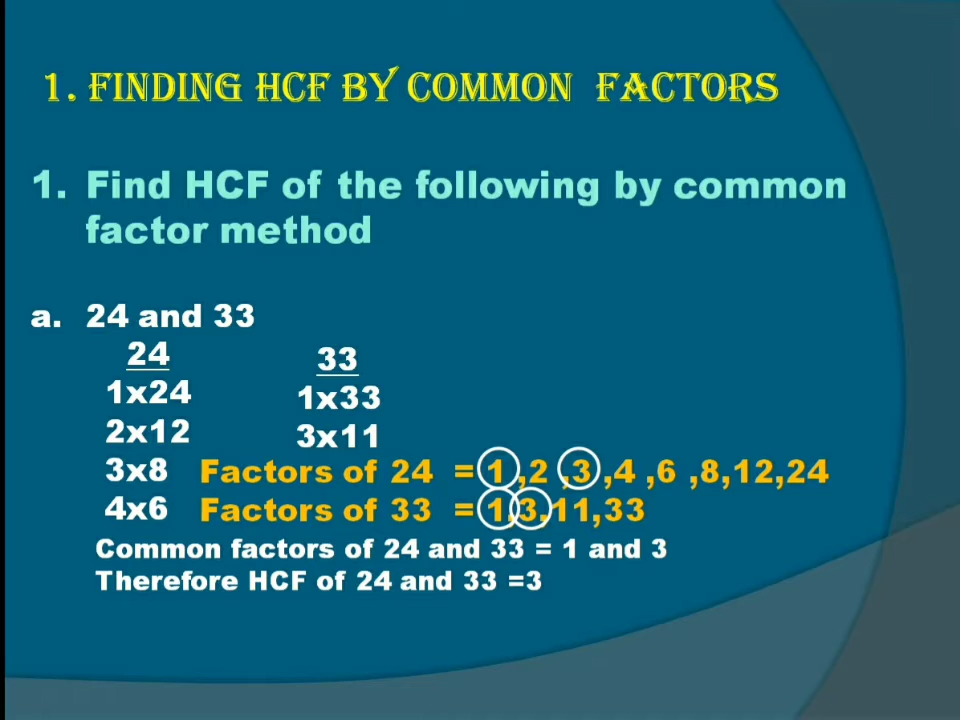 1. FINDING HCF BY COMMON FACTORS
1. Find HCF of the following by common
factor method
a. 24 and 33
24 33
1x24 1x33
2x12 3x11
3x8 Factors of 24 = 1 ,2 ,3 ,4 ,6 ,8,12,24
4x6 Factors of 33 = 1,3,11,33
Common factors of 24 and 33 = 1 and 3
Therefore HCF of 24 and 33 =3